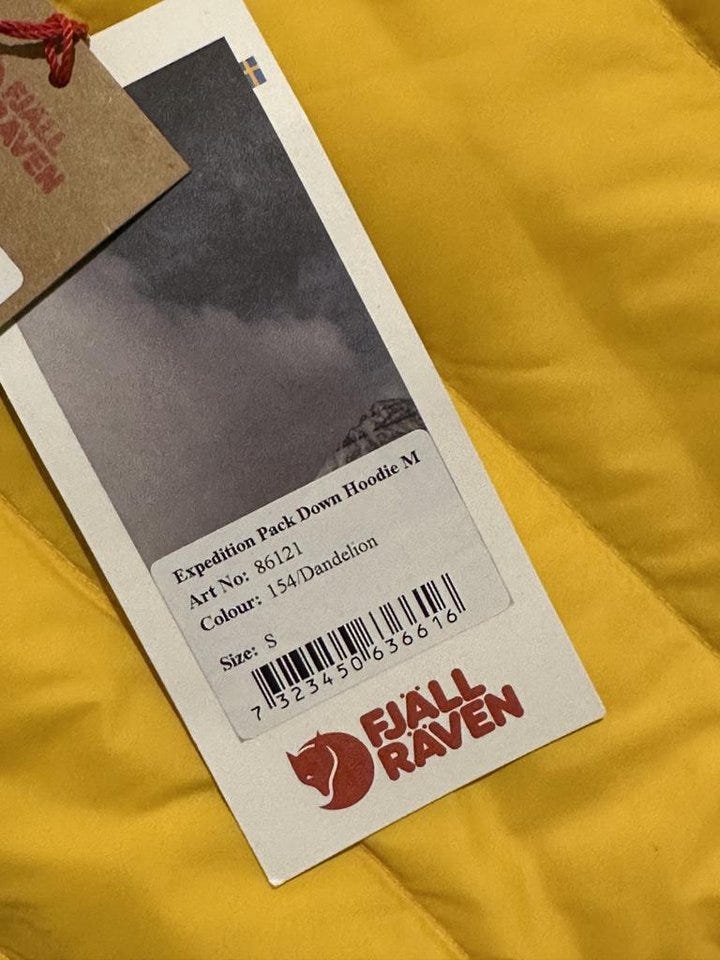 FJÄLL
RÄVEN
Expedition Pack Down Hoodie M
Art No: 86121
Colour: 154/Dandelion
Size: S
7 323450 636616
FJÄLL
RÄVEN